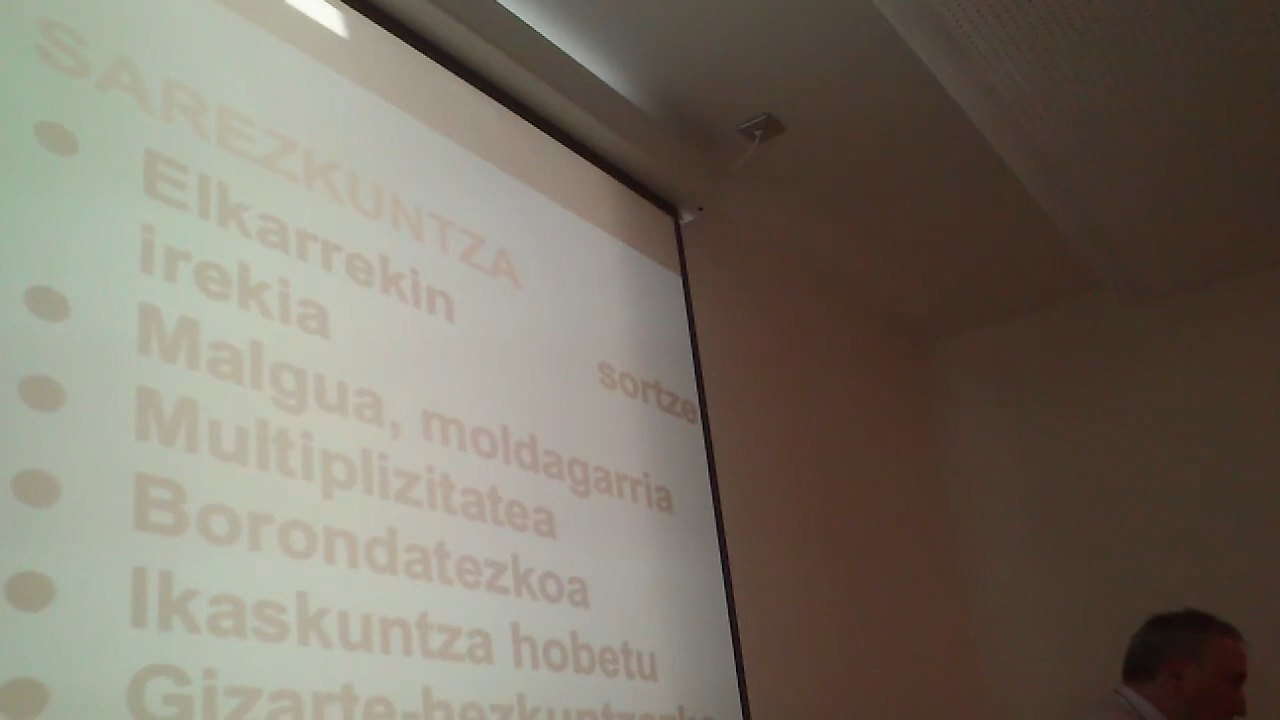 SAREZKUNTZA
Elkarrekin
irekia
sortze
Malgua, moldagarria
Multiplizitatea
Borondatezkoa
Ikaskuntza hobetu